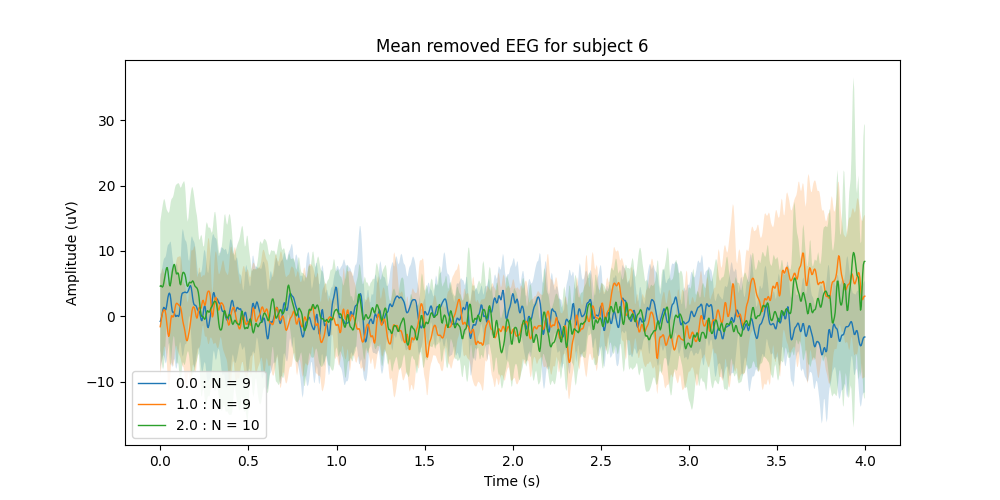 Mean removed EEG for subject 6
Amplitude (uV)
30
20
10
0
−10
0.0 : N = 9
1.0 : N = 9
2.0 : N = 10
0.0 0.5 1.0 1.5 2.0 2.5 3.0 3.5 4.0
Time (s)